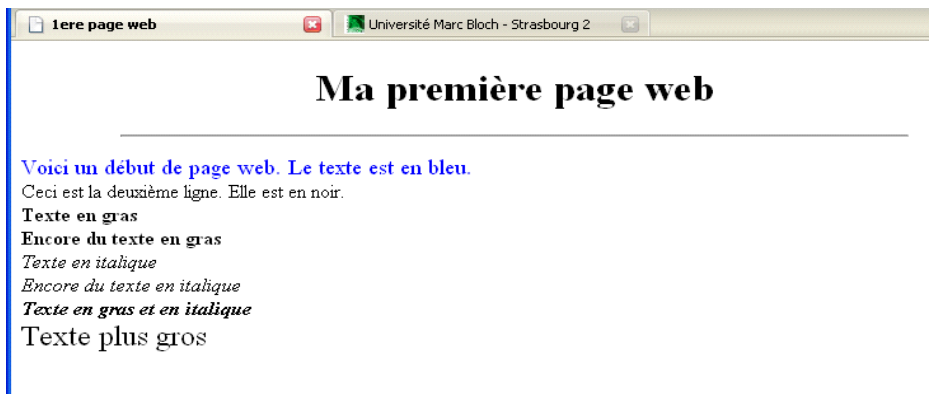 1ere page web
Université Marc Bloch - Strasbourg 2
Ma première page web
Voici un début de page web. Le texte est en bleu.
Ceci est la deuxième ligne. Elle est en noir.
Texte en gras
Encore du texte en gras
Texte en italique
Encore du texte en italique
Texte en gras et en italique
Texte plus gros